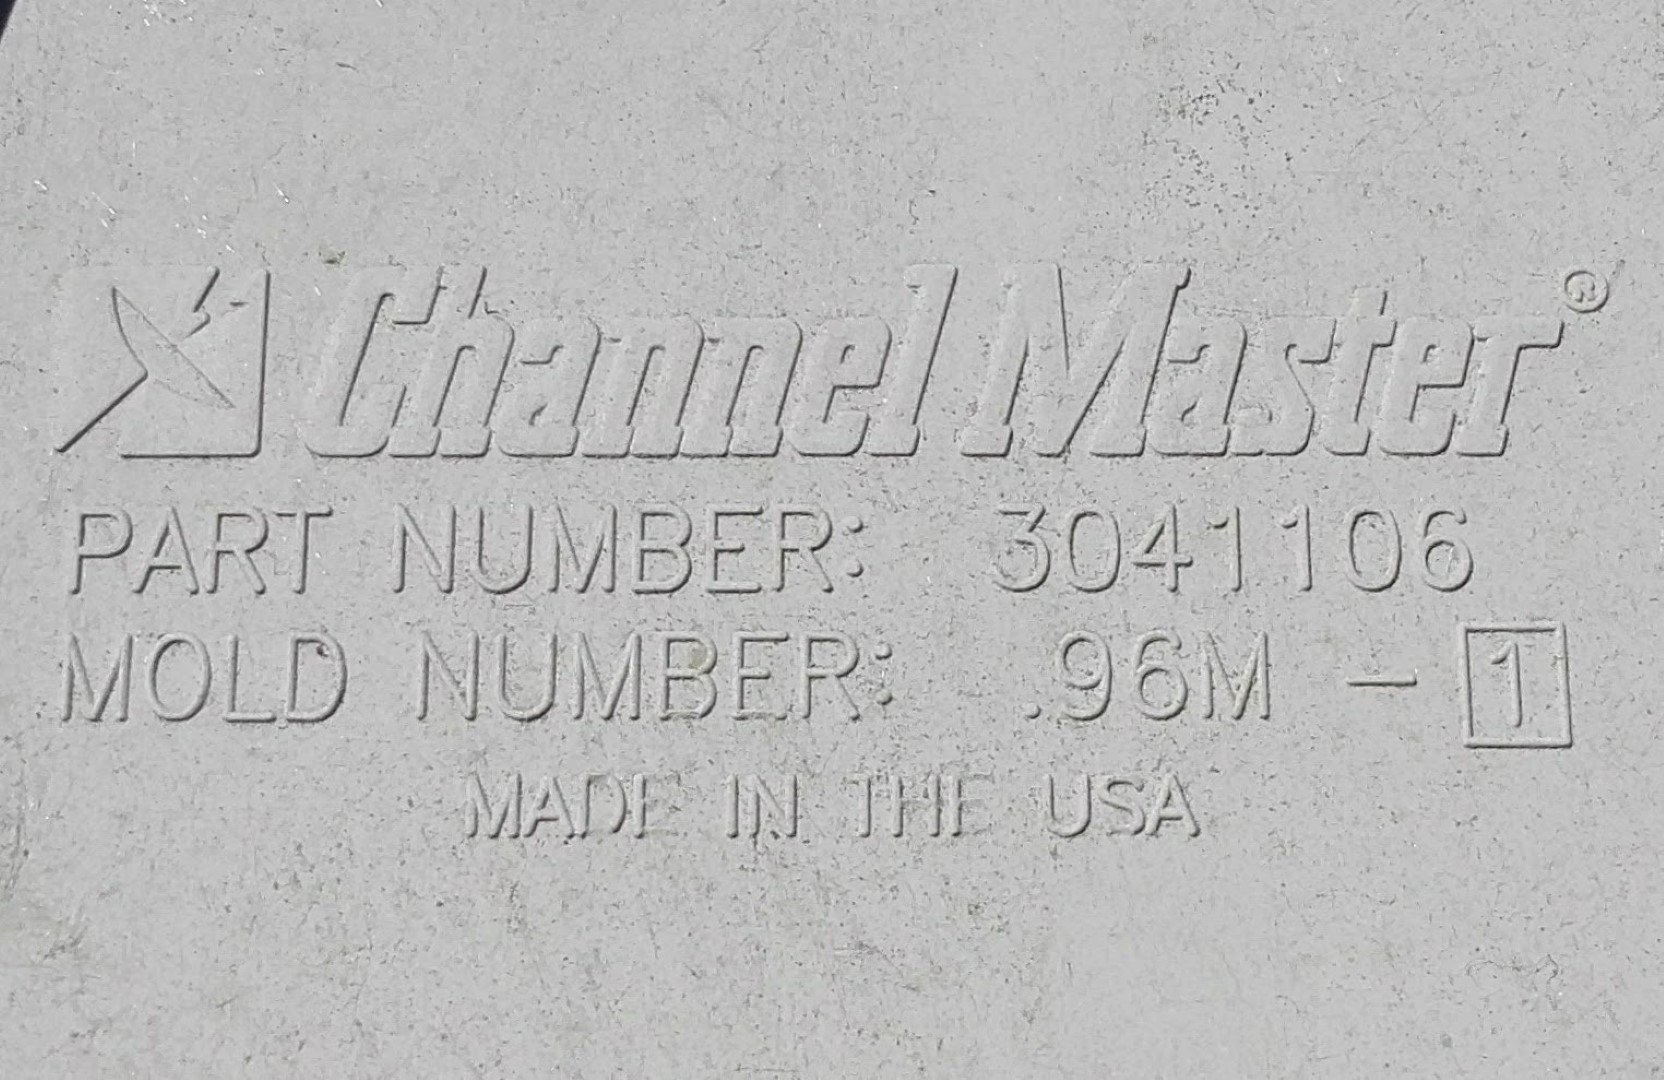 Channel Master®
PART NUMBER: 3041106
MOLD NUMBER: .96M - 1
MADE IN THE USA